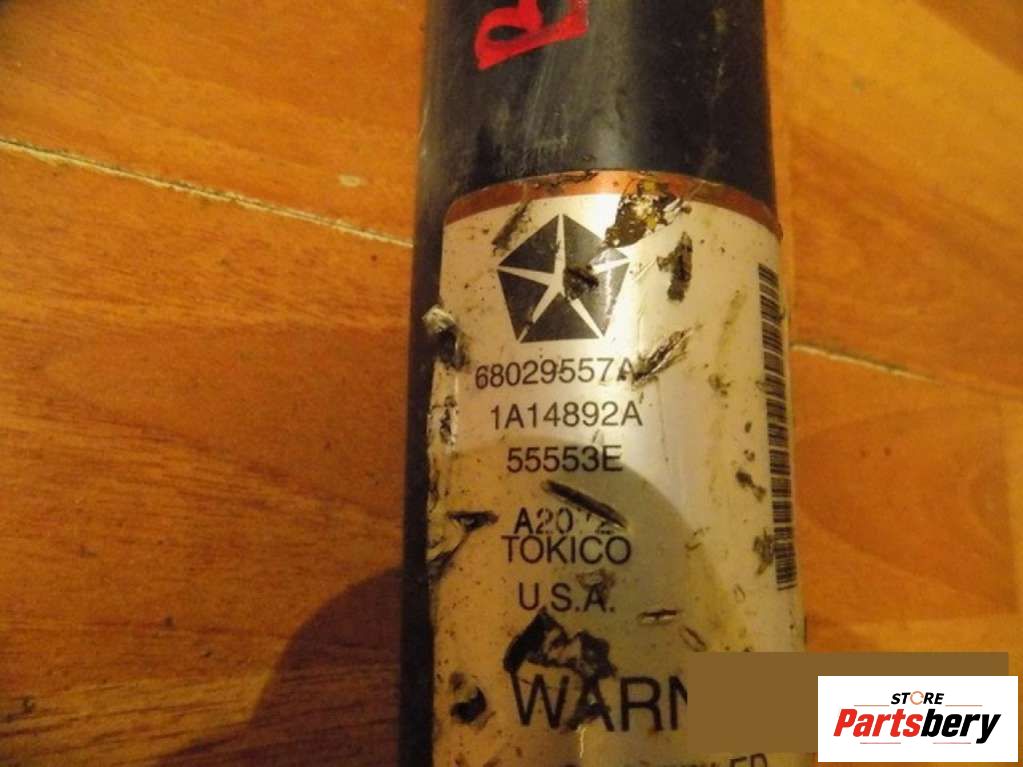 68029557A
1A14892A
55553E
TOKICO
U.S.A.
STORE
Partsbery